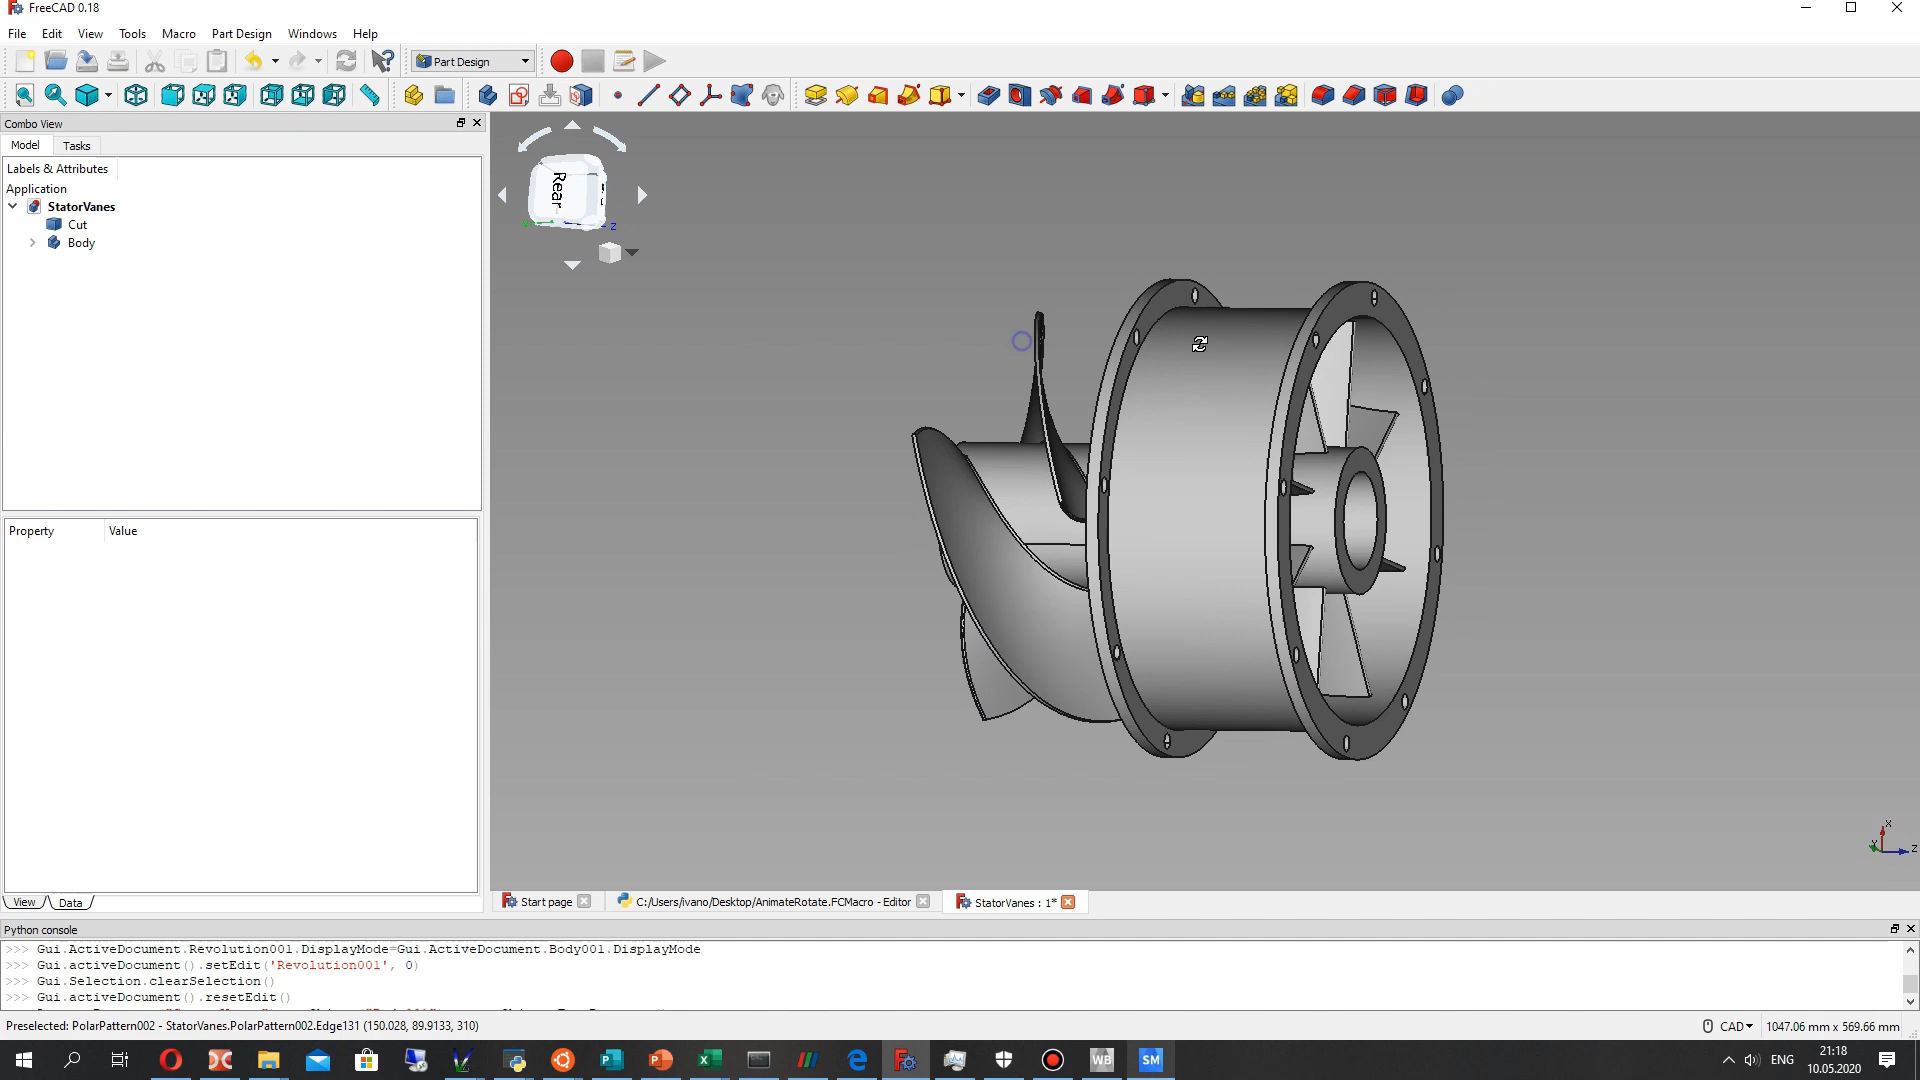 FreeCAD 0.18
File Edit View Tools Macro Part Design Windows Help
Part Design
Combo View
Model Tasks
Labels & Attributes
Application
StatorVanes
Cut
Body
Rear
Z
Property Value
X
Y
Z
View Data
Start page
C:/Users/ivano/Desktop/AnimateRotate.FCMacro - Editor
StatorVanes : 1*
Python console
>>> Gui.ActiveDocument.Revolution001.DisplayMode=Gui.ActiveDocument.Body001.DisplayMode
>>> Gui.activeDocument().setEdit('Revolution001', 0)
>>> Gui.Selection.clearSelection()
>>> Gui.activeDocument().resetEdit()
Preselected: PolarPattern002 - StatorVanes.PolarPattern002.Edge131 (150.028, 89.9133, 310)
CAD
1047.06 mm x 569.66 mm
WB
SM
ENG
21:18
10.05.2020